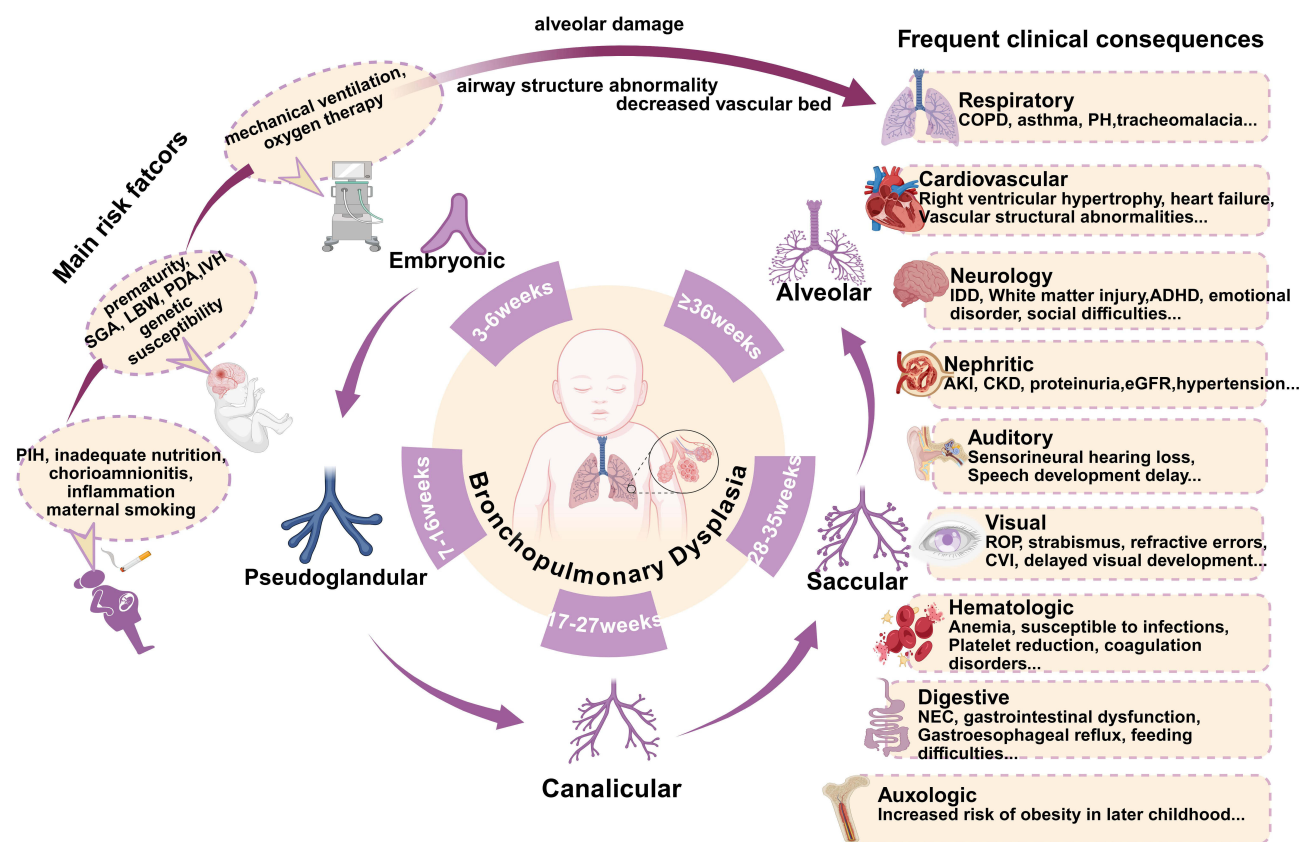 alveolar damage
airway structure abnormality
decreased vascular bed
Main risk fatcors
mechanical ventilation,
oxygen therapy
prematurity,
SGA, LBW, PDA,IVH
genetic
susceptibility
PIH, inadequate nutrition,
chorioamnionitis,
inflammation
maternal smoking
Embryonic
3-6weeks
Pseudoglandular
7-16weeks
Canalicular
17-27weeks
Saccular
28-35weeks
Alveolar
≥36weeks
Bronchopulmonary Dysplasia
Frequent clinical consequences
Respiratory
COPD, asthma, PH,tracheomalacia...
Cardiovascular
Right ventricular hypertrophy, heart failure,
Vascular structural abnormalities...
Neurology
IDD, White matter injury,ADHD, emotional
disorder, social difficulties...
Nephritic
AKI, CKD, proteinuria,eGFR,hypertension...
Auditory
Sensorineural hearing loss,
Speech development delay...
Visual
ROP, strabismus, refractive errors,
CVI, delayed visual development...
Hematologic
Anemia, susceptible to infections,
Platelet reduction, coagulation
disorders...
Digestive
NEC, gastrointestinal dysfunction,
Gastroesophageal reflux, feeding
difficulties...
Auxologic
Increased risk of obesity in later childhood...